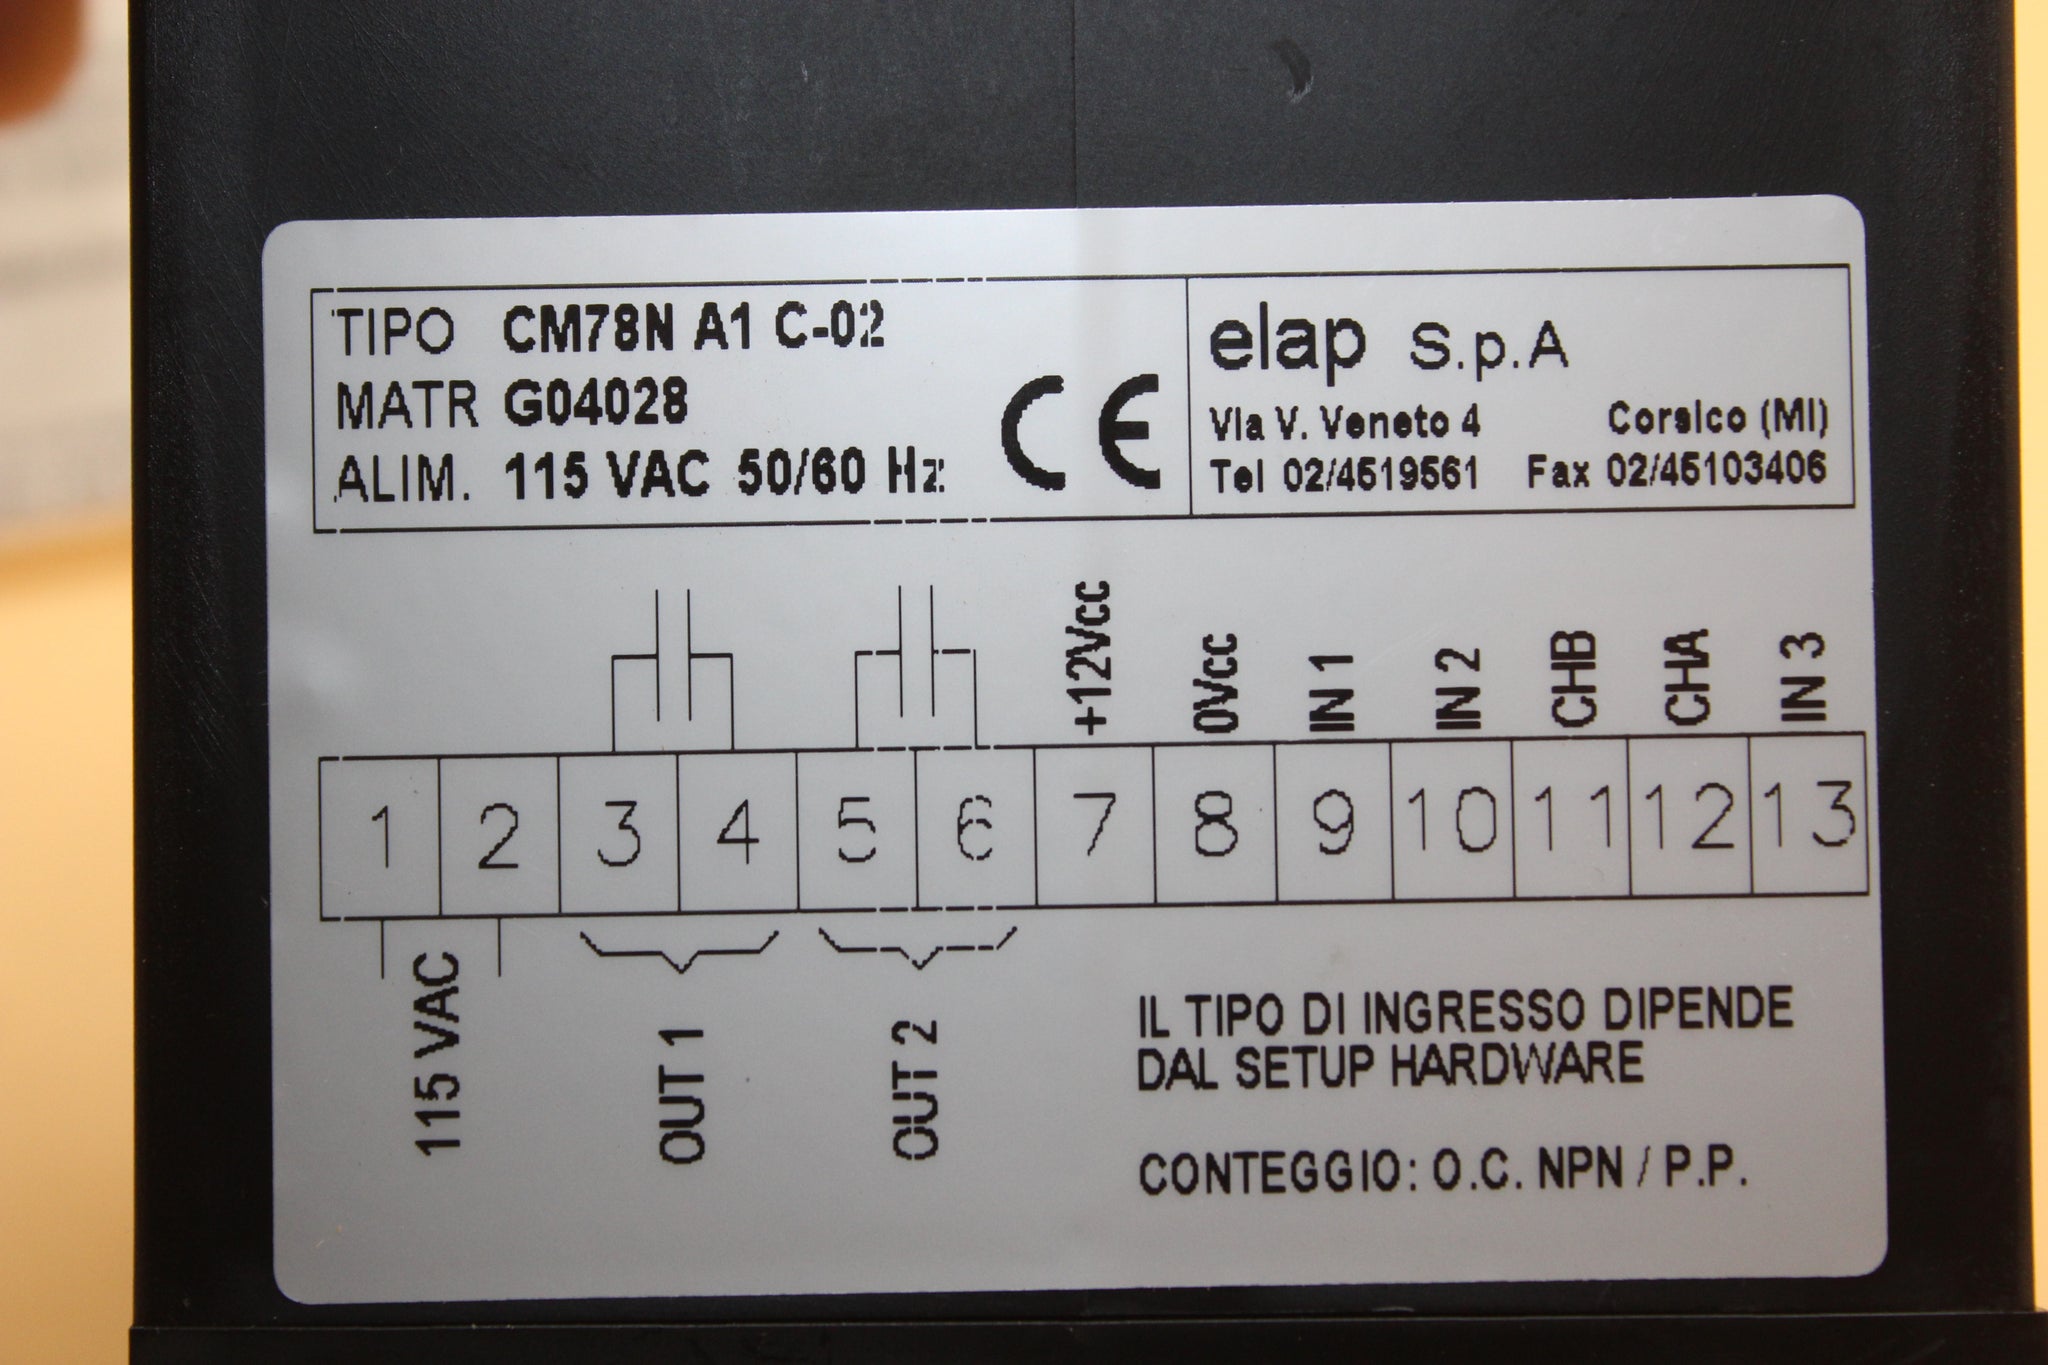 TIPO CM78N A1 C-02
MATR G04028
ALIM. 115 VAC 50/60 Hz
CE
elap S.p.A
Via V. Veneto 4 Corsico (MI)
Tel 02/4519561 Fax 02/45103406
+12Vcc
0Vcc
IN 1
IN 2
CHB
CHA
IN 3
1 2 3 4 5 6 7 8 9 10 11 12 13
115 VAC
OUT 1
OUT 2
IL TIPO DI INGRESSO DIPENDE
DAL SETUP HARDWARE
CONTEGGIO: O.C. NPN / P.P.